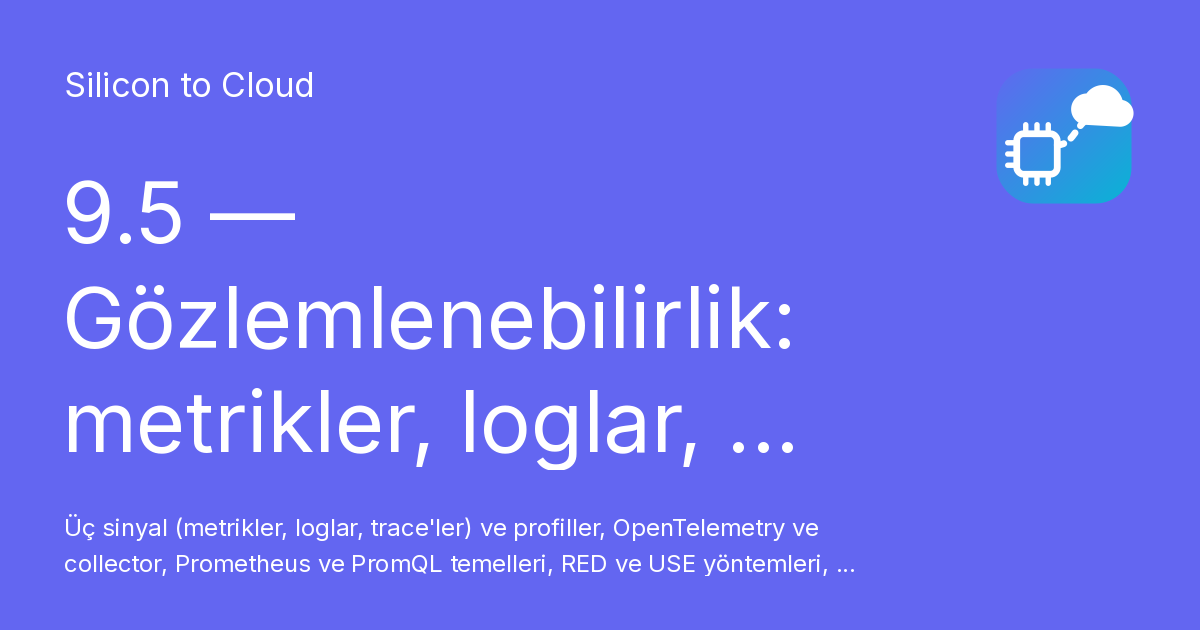 Silicon to Cloud
9.5 —
Gözlemlenebilirlik:
metrikler, loglar, ...
Üç sinyal (metrikler, loglar, trace'ler) ve profiller, OpenTelemetry ve
collector, Prometheus ve PromQL temelleri, RED ve USE yöntemleri, ...